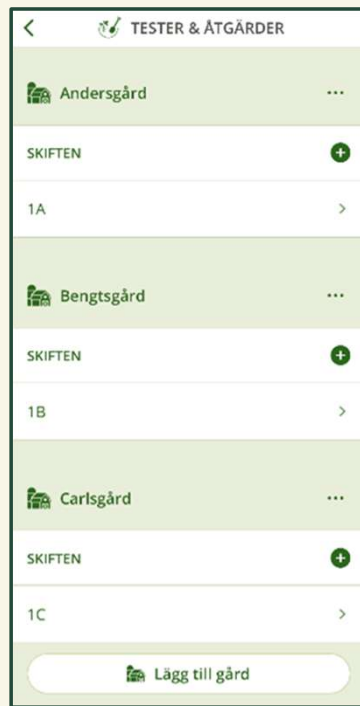 TESTER & ÅTGÄRDER
Andersgård
SKIFTEN
1A
Bengtsgård
SKIFTEN
1B
Carlsgård
SKIFTEN
1C
Lägg till gård